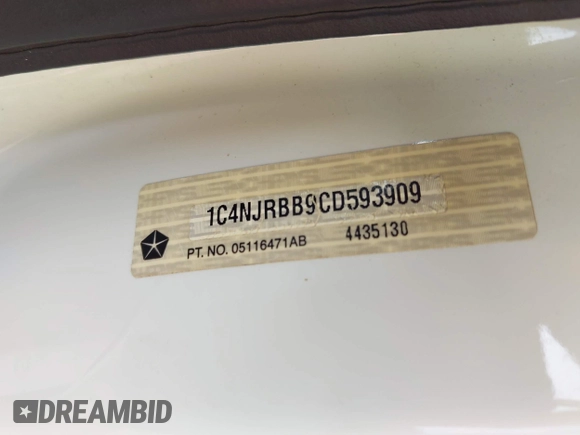 1C4NJRBB9CD593909
PT. NO. 05116471AB 4435130
DREAMBID